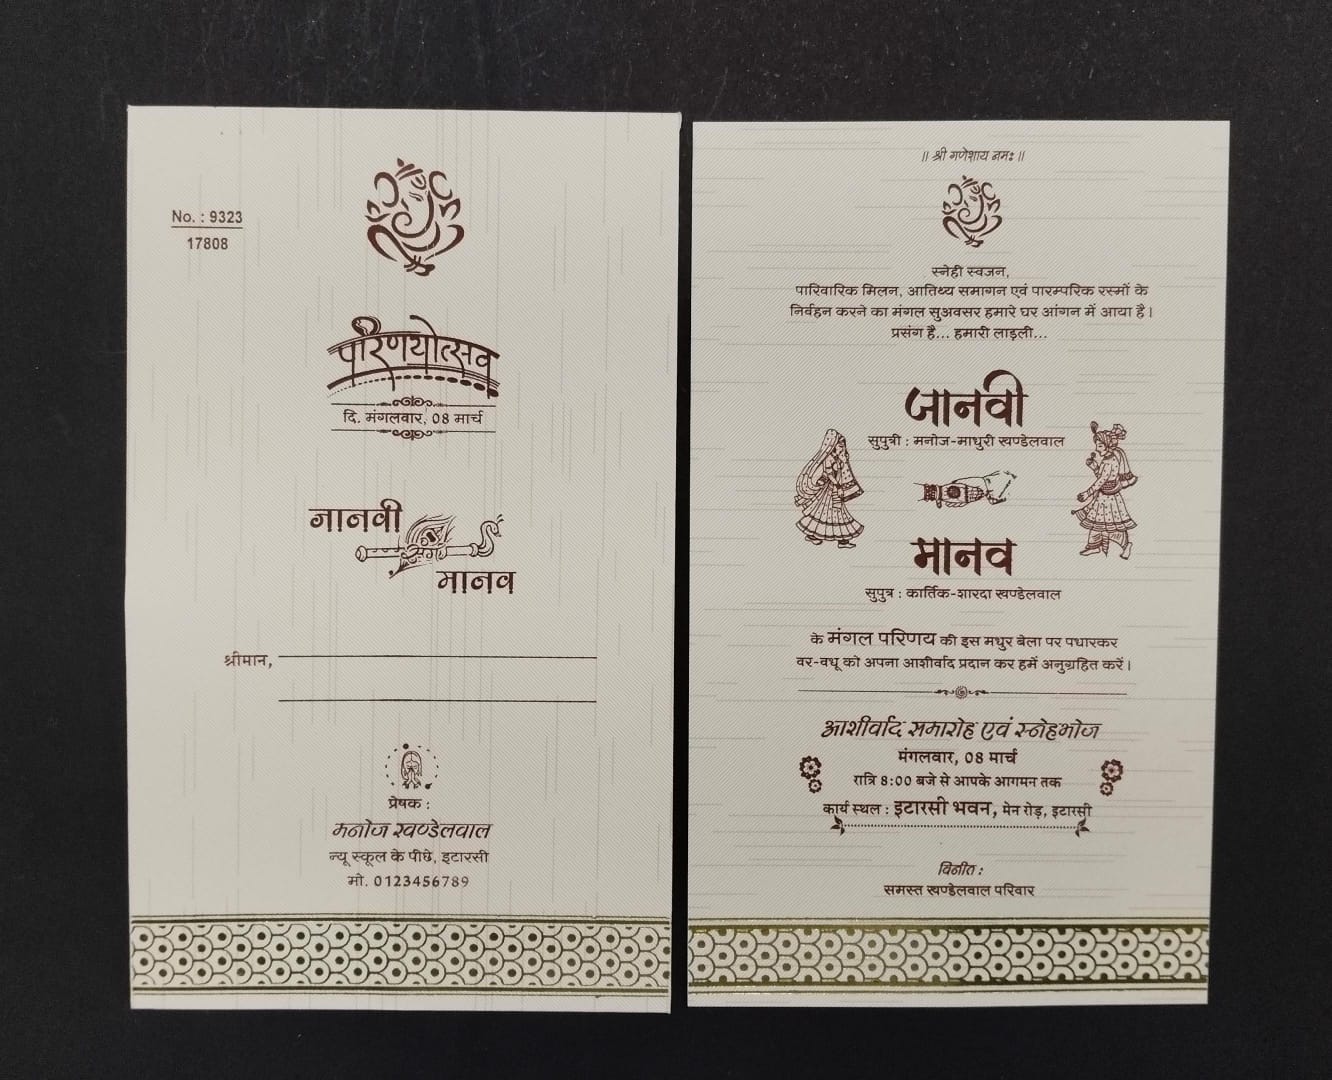 No. : 9323
17808
परिणयोत्सव
दि. मंगलवार, 08 मार्च
जानवी
संग
मानव
श्रीमान,
प्रेषक :
मनोज खण्डेलवाल
न्यू स्कूल के पीछे, इटारसी
मो. 0123456789
॥ श्री गणेशाय नमः ॥
स्नेही स्वजन,
पारिवारिक मिलन, आतिथ्य समागन एवं पारम्परिक रस्मों के
निर्वहन करने का मंगल सुअवसर हमारे घर आंगन में आया है।
प्रसंग है... हमारी लाड़ली...
जानवी
सुपुत्री : मनोज-माधुरी खण्डेलवाल
मानव
सुपुत्र : कार्तिक-शारदा खण्डेलवाल
के मंगल परिणय की इस मधुर बेला पर पधारकर
वर-वधू को अपना आशीर्वाद प्रदान कर हमें अनुग्रहित करें।
आशीर्वाद समारोह एवं स्नेहभोज
मंगलवार, 08 मार्च
रात्रि 8:00 बजे से आपके आगमन तक
कार्य स्थल : इटारसी भवन, मेन रोड़, इटारसी
विनीत :
समस्त खण्डेलवाल परिवार